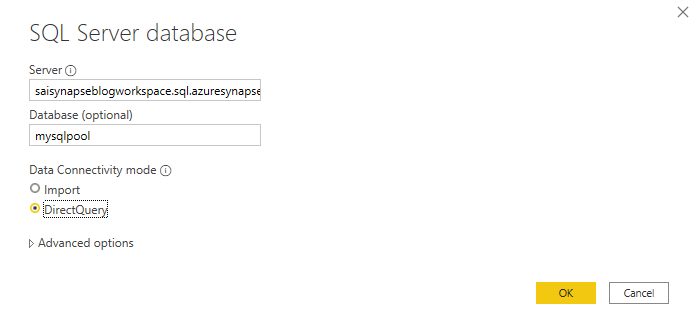 SQL Server database
Server
saisynapseblogworkspace.sql.azuresynapse
Database (optional)
mysqlpool
Data Connectivity mode
Import
DirectQuery
Advanced options
OK Cancel